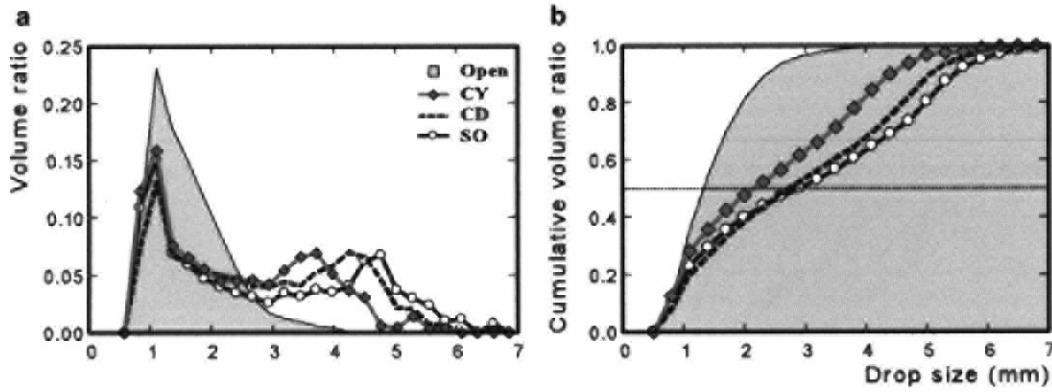 a
Volume ratio
0.25
0.20
0.15
0.10
0.05
0.00
0 1 2 3 4 5 6 7
Open
CY
CD
SO
b
Cumulative volume ratio
1.0
0.8
0.6
0.4
0.2
0.0
0 1 2 3 4 5 6 7
Drop size (mm)